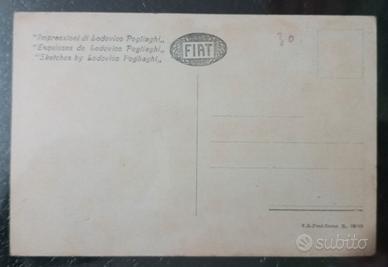 "Impressioni di Lodovico Pogliaghi„
"Esquisses de Lodovico Pogliaghi„
"Sketches by Lodovico Pogliaghi„
FIAT
30
subito